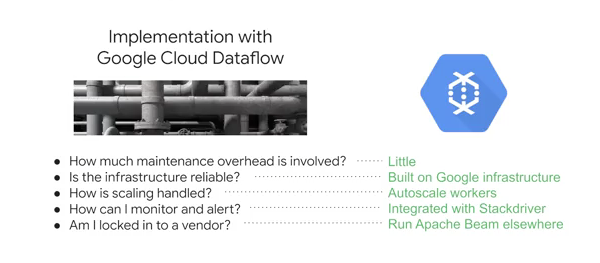 Implementation with
Google Cloud Dataflow
● How much maintenance overhead is involved? ...... Little
● Is the infrastructure reliable? ...... Built on Google infrastructure
● How is scaling handled? ...... Autoscale workers
● How can I monitor and alert? ...... Integrated with Stackdriver
● Am I locked in to a vendor? ...... Run Apache Beam elsewhere